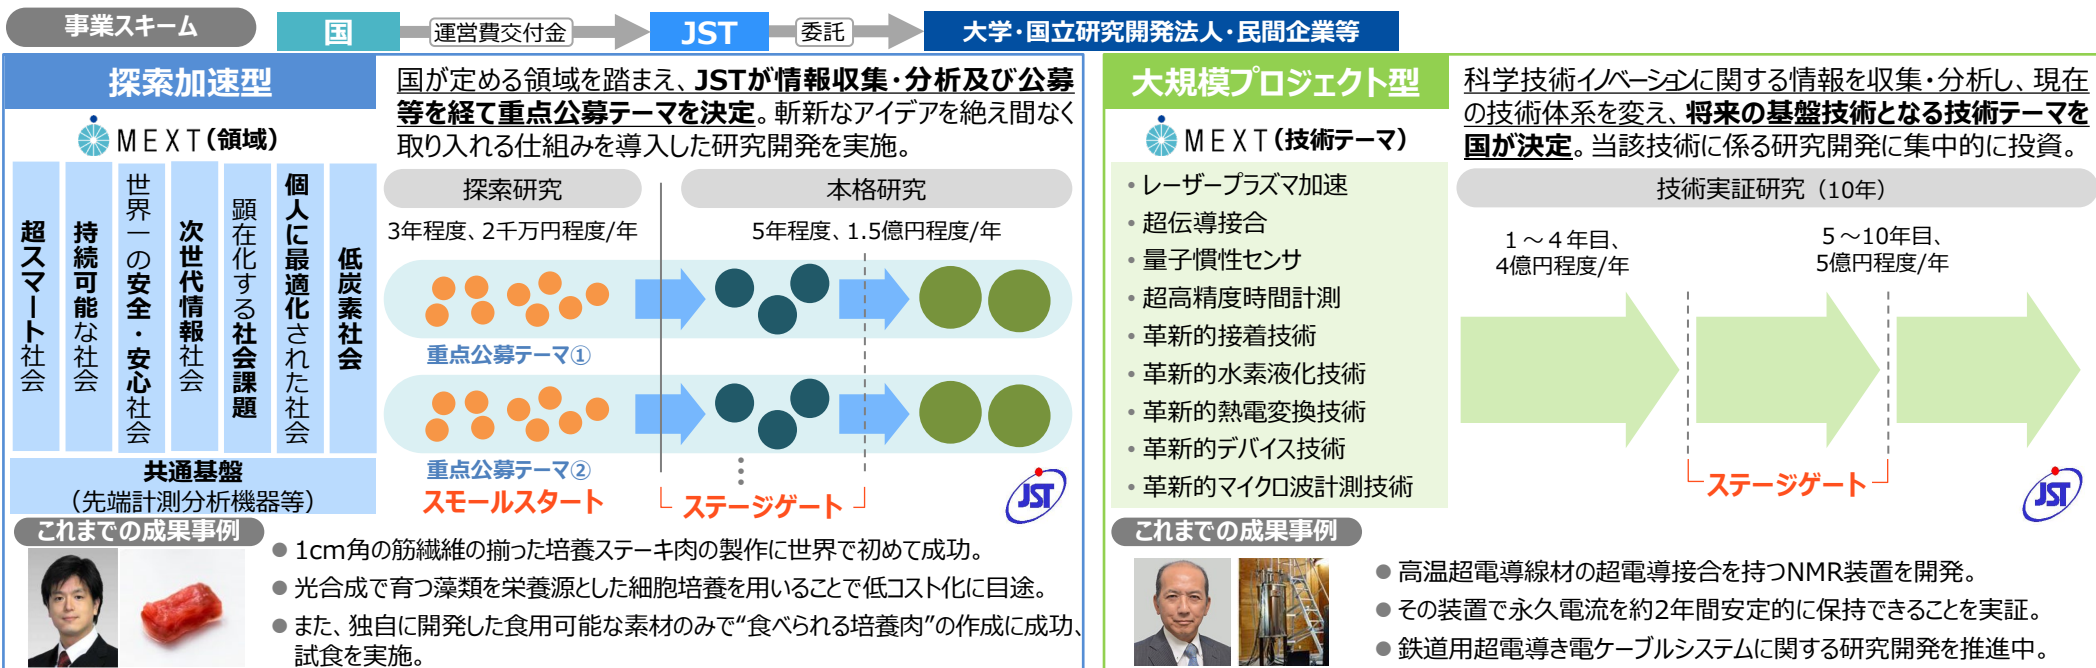 事業スキーム
国
運営費交付金
JST
委託
大学・国立研究開発法人・民間企業等
探索加速型
MEXT(領域)
超スマート社会
持続可能な社会
世界一の安全・安心社会
次世代情報社会
顕在化する社会課題
個人に最適化された社会
低炭素社会
共通基盤
（先端計測分析機器等）
国が定める領域を踏まえ、JSTが情報収集・分析及び公募
等を経て重点公募テーマを決定。斬新なアイデアを絶え間なく
取り入れる仕組みを導入した研究開発を実施。
探索研究
本格研究
3年程度、2千万円程度/年
5年程度、1.5億円程度/年
重点公募テーマ①
重点公募テーマ②
スモールスタート
ステージゲート
JST
これまでの成果事例
● 1cm角の筋繊維の揃った培養ステーキ肉の製作に世界で初めて成功。
● 光合成で育つ藻類を栄養源とした細胞培養を用いることで低コスト化に目途。
● また、独自に開発した食用可能な素材のみで“食べられる培養肉”の作成に成功、
試食を実施。
大規模プロジェクト型
MEXT(技術テーマ)
・レーザープラズマ加速
・超伝導接合
・量子慣性センサ
・超高精度時間計測
・革新的接着技術
・革新的水素液化技術
・革新的熱電変換技術
・革新的デバイス技術
・革新的マイクロ波計測技術
科学技術イノベーションに関する情報を収集・分析し、現在
の技術体系を変え、将来の基盤技術となる技術テーマを
国が決定。当該技術に係る研究開発に集中的に投資。
技術実証研究（10年）
1～4年目、
4億円程度/年
5～10年目、
5億円程度/年
ステージゲート
JST
これまでの成果事例
● 高温超電導線材の超電導接合を持つNMR装置を開発。
● その装置で永久電流を約2年間安定的に保持できることを実証。
● 鉄道用超電導き電ケーブルシステムに関する研究開発を推進中。